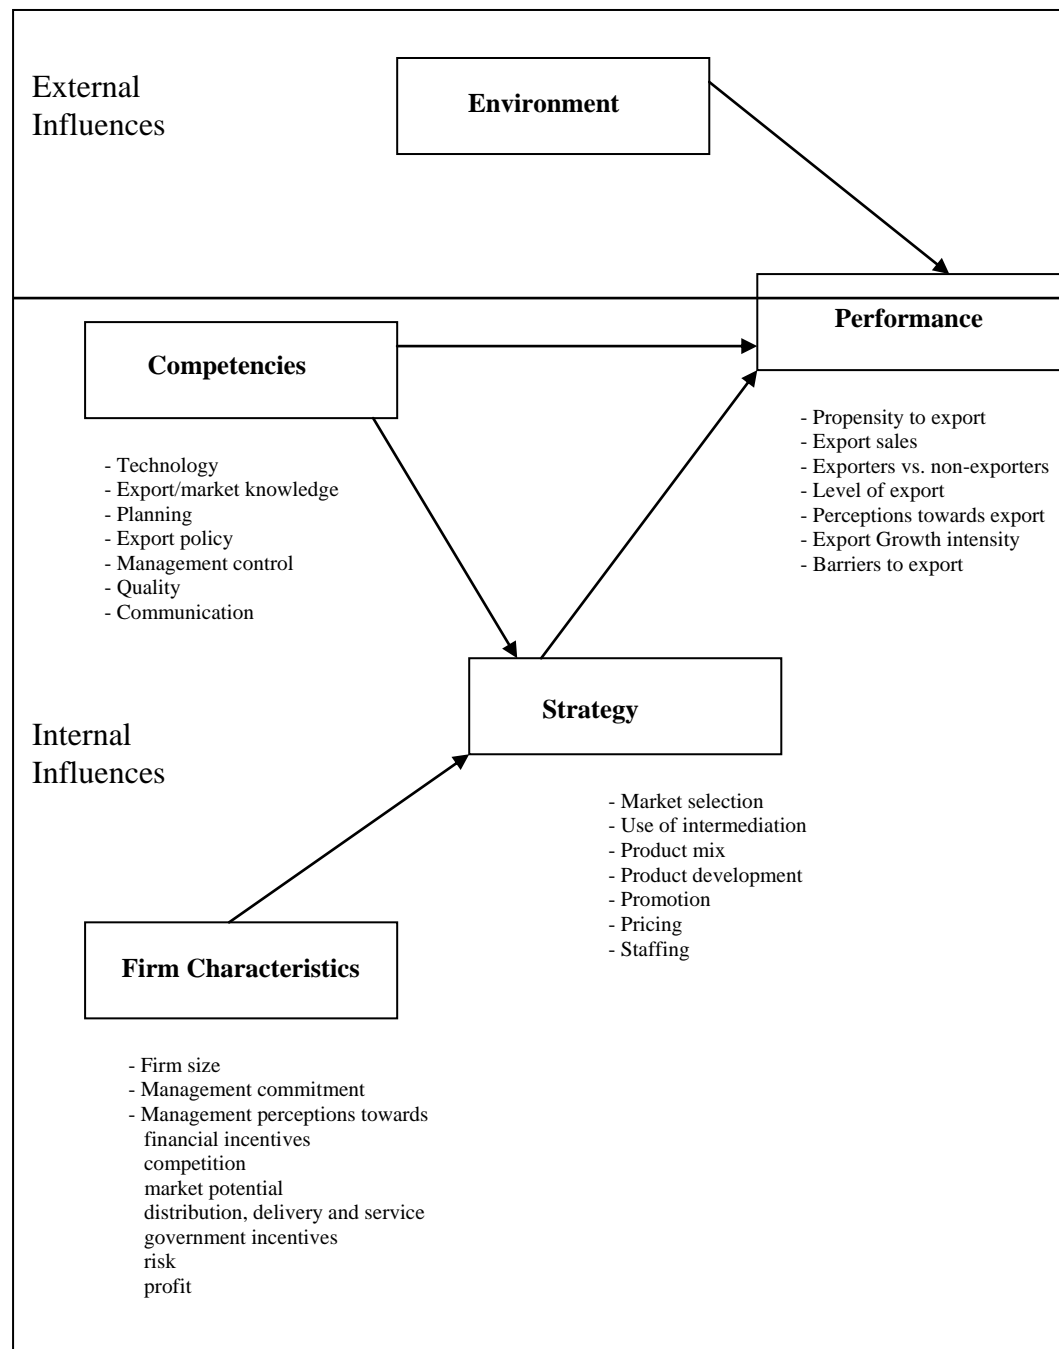 External
Influences
Environment
Performance
Competencies
- Propensity to export
- Export sales
- Exporters vs. non-exporters
- Level of export
- Perceptions towards export
- Export Growth intensity
- Barriers to export
- Technology
- Export/market knowledge
- Planning
- Export policy
- Management control
- Quality
- Communication
Strategy
Internal
Influences
- Market selection
- Use of intermediation
- Product mix
- Product development
- Promotion
- Pricing
- Staffing
Firm Characteristics
- Firm size
- Management commitment
- Management perceptions towards
financial incentives
competition
market potential
distribution, delivery and service
government incentives
risk
profit